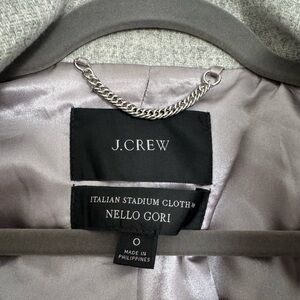 J.CREW
ITALIAN STADIUM CLOTH®
NELLO GORI
0
MADE IN
PHILIPPINES